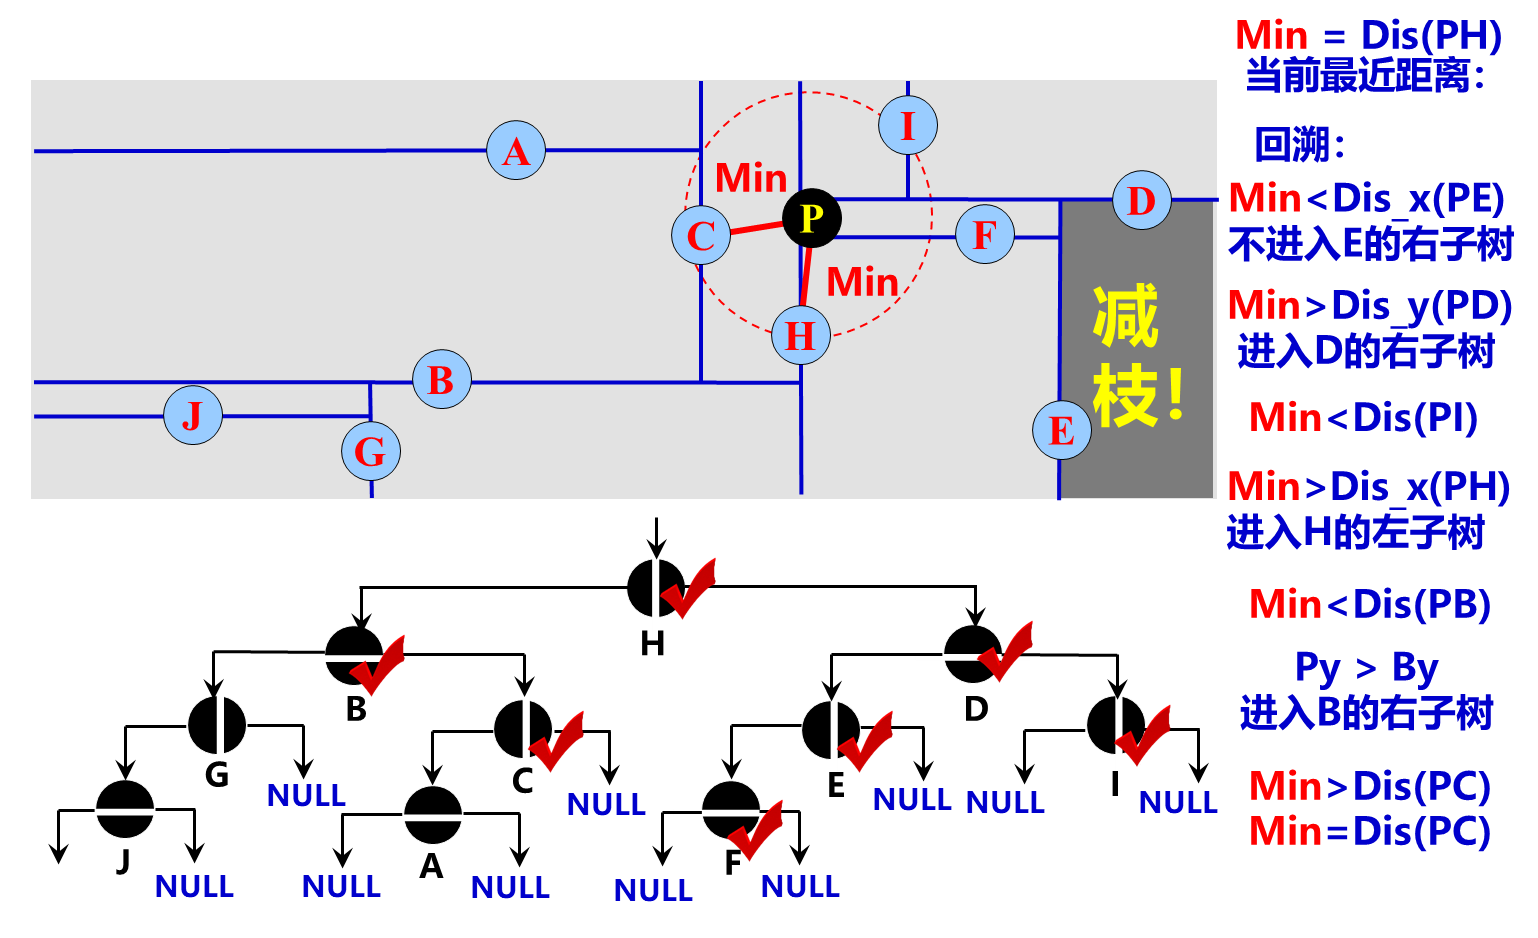 Min = Dis(PH)
当前最近距离：
回溯：
Min<Dis_x(PE)
不进入E的右子树
Min>Dis_y(PD)
进入D的右子树
Min<Dis(PI)
Min>Dis_x(PH)
进入H的左子树
Min<Dis(PB)
Py > By
进入B的右子树
Min>Dis(PC)
Min=Dis(PC)
I
A
Min
D
P
C
F
Min
减
枝!
H
B
J
E
G
H
B
D
G
C
E
I
NULL
NULL
NULL
NULL
NULL
J
A
F
NULL
NULL
NULL
NULL
NULL